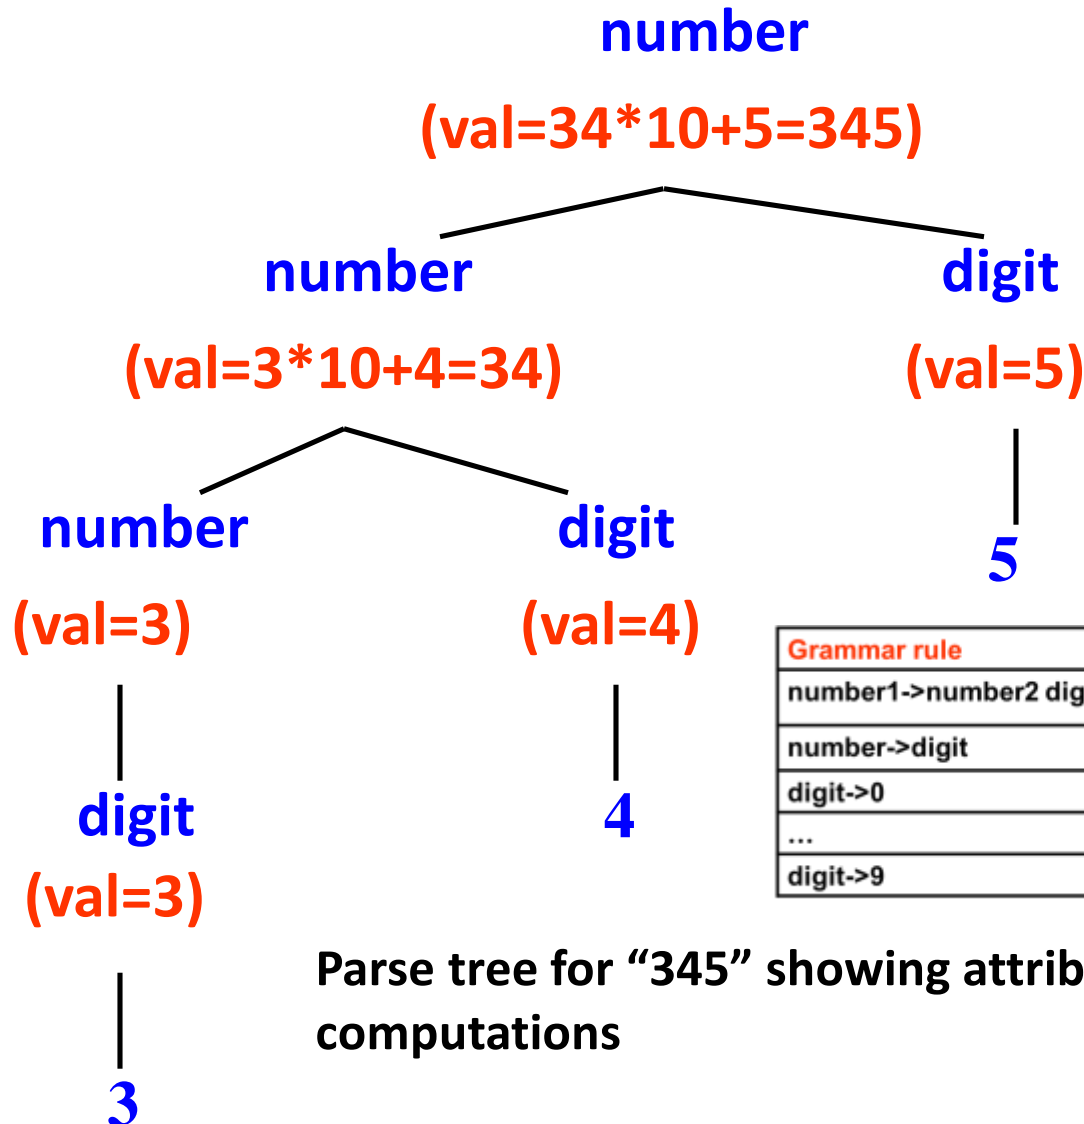 number
(val=34*10+5=345)
number digit
(val=3*10+4=34) (val=5)
number digit
5
(val=3) (val=4)
Grammar rule
number1->number2 dig
number->digit
digit->0
...
digit->9
digit
4
(val=3)
Parse tree for “345” showing attrib
computations
3